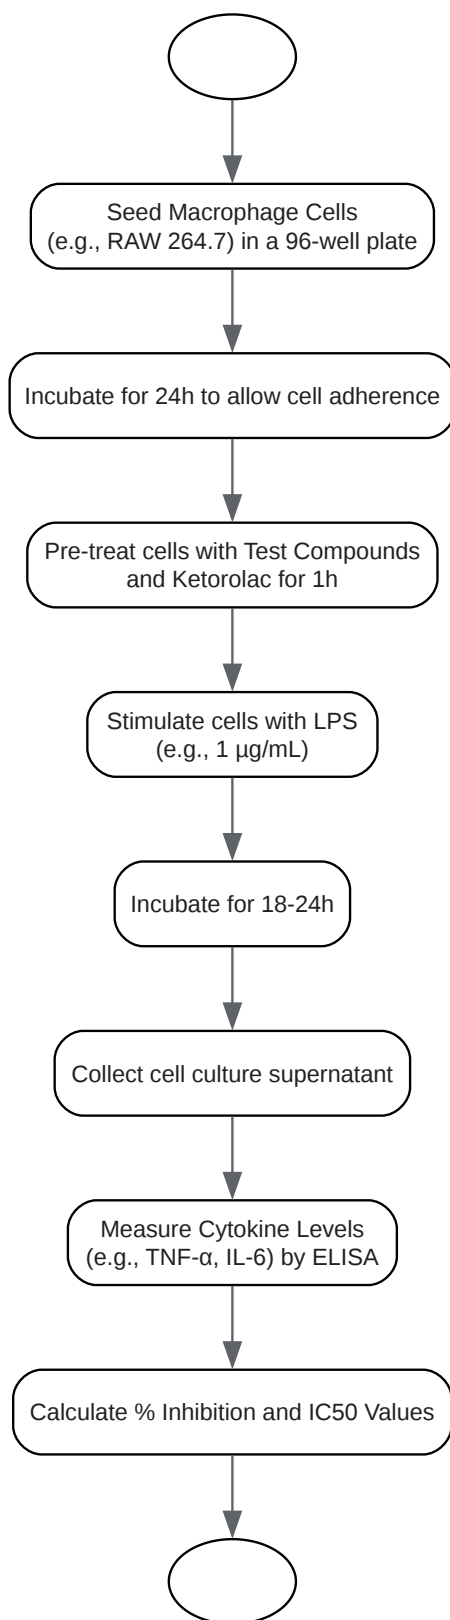 Seed Macrophage Cells
(e.g., RAW 264.7) in a 96-well plate
Incubate for 24h to allow cell adherence
Pre-treat cells with Test Compounds
and Ketorolac for 1h
Stimulate cells with LPS
(e.g., 1 µg/mL)
Incubate for 18-24h
Collect cell culture supernatant
Measure Cytokine Levels
(e.g., TNF-α, IL-6) by ELISA
Calculate % Inhibition and IC50 Values